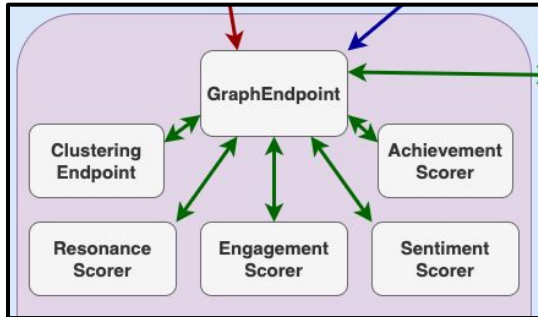 GraphEndpoint
Clustering
Endpoint
Achievement
Scorer
Resonance
Scorer
Engagement
Scorer
Sentiment
Scorer